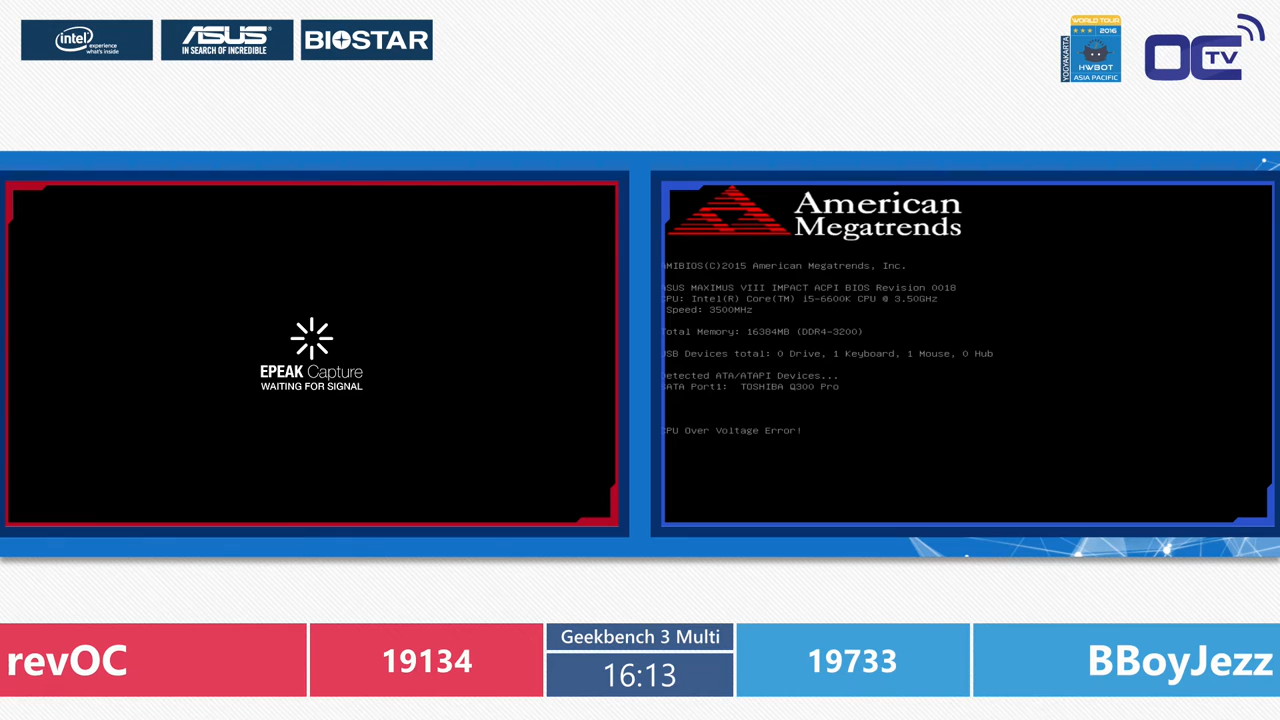 intel experience what's inside
ASUS
IN SEARCH OF INCREDIBLE
BIOSTAR
WORLD TOUR
2016
YOGYAKARTA
HWBOT
ASIA PACIFIC
OC TV
EPEAK Capture
WAITING FOR SIGNAL
American
Megatrends
AMIBIOS(C)2015 American Megatrends, Inc.
ASUS MAXIMUS VIII IMPACT ACPI BIOS Revision 0018
CPU: Intel(R) Core(TM) i5-6600K CPU @ 3.50GHz
Speed: 3500MHz
Total Memory: 16384MB (DDR4-3200)
USB Devices total: 0 Drive, 1 Keyboard, 1 Mouse, 0 Hub
Detected ATA/ATAPI Devices...
SATA Port1: TOSHIBA Q300 Pro
CPU Over Voltage Error!
revOC
19134
Geekbench 3 Multi
16:13
19733
BBoyJezz